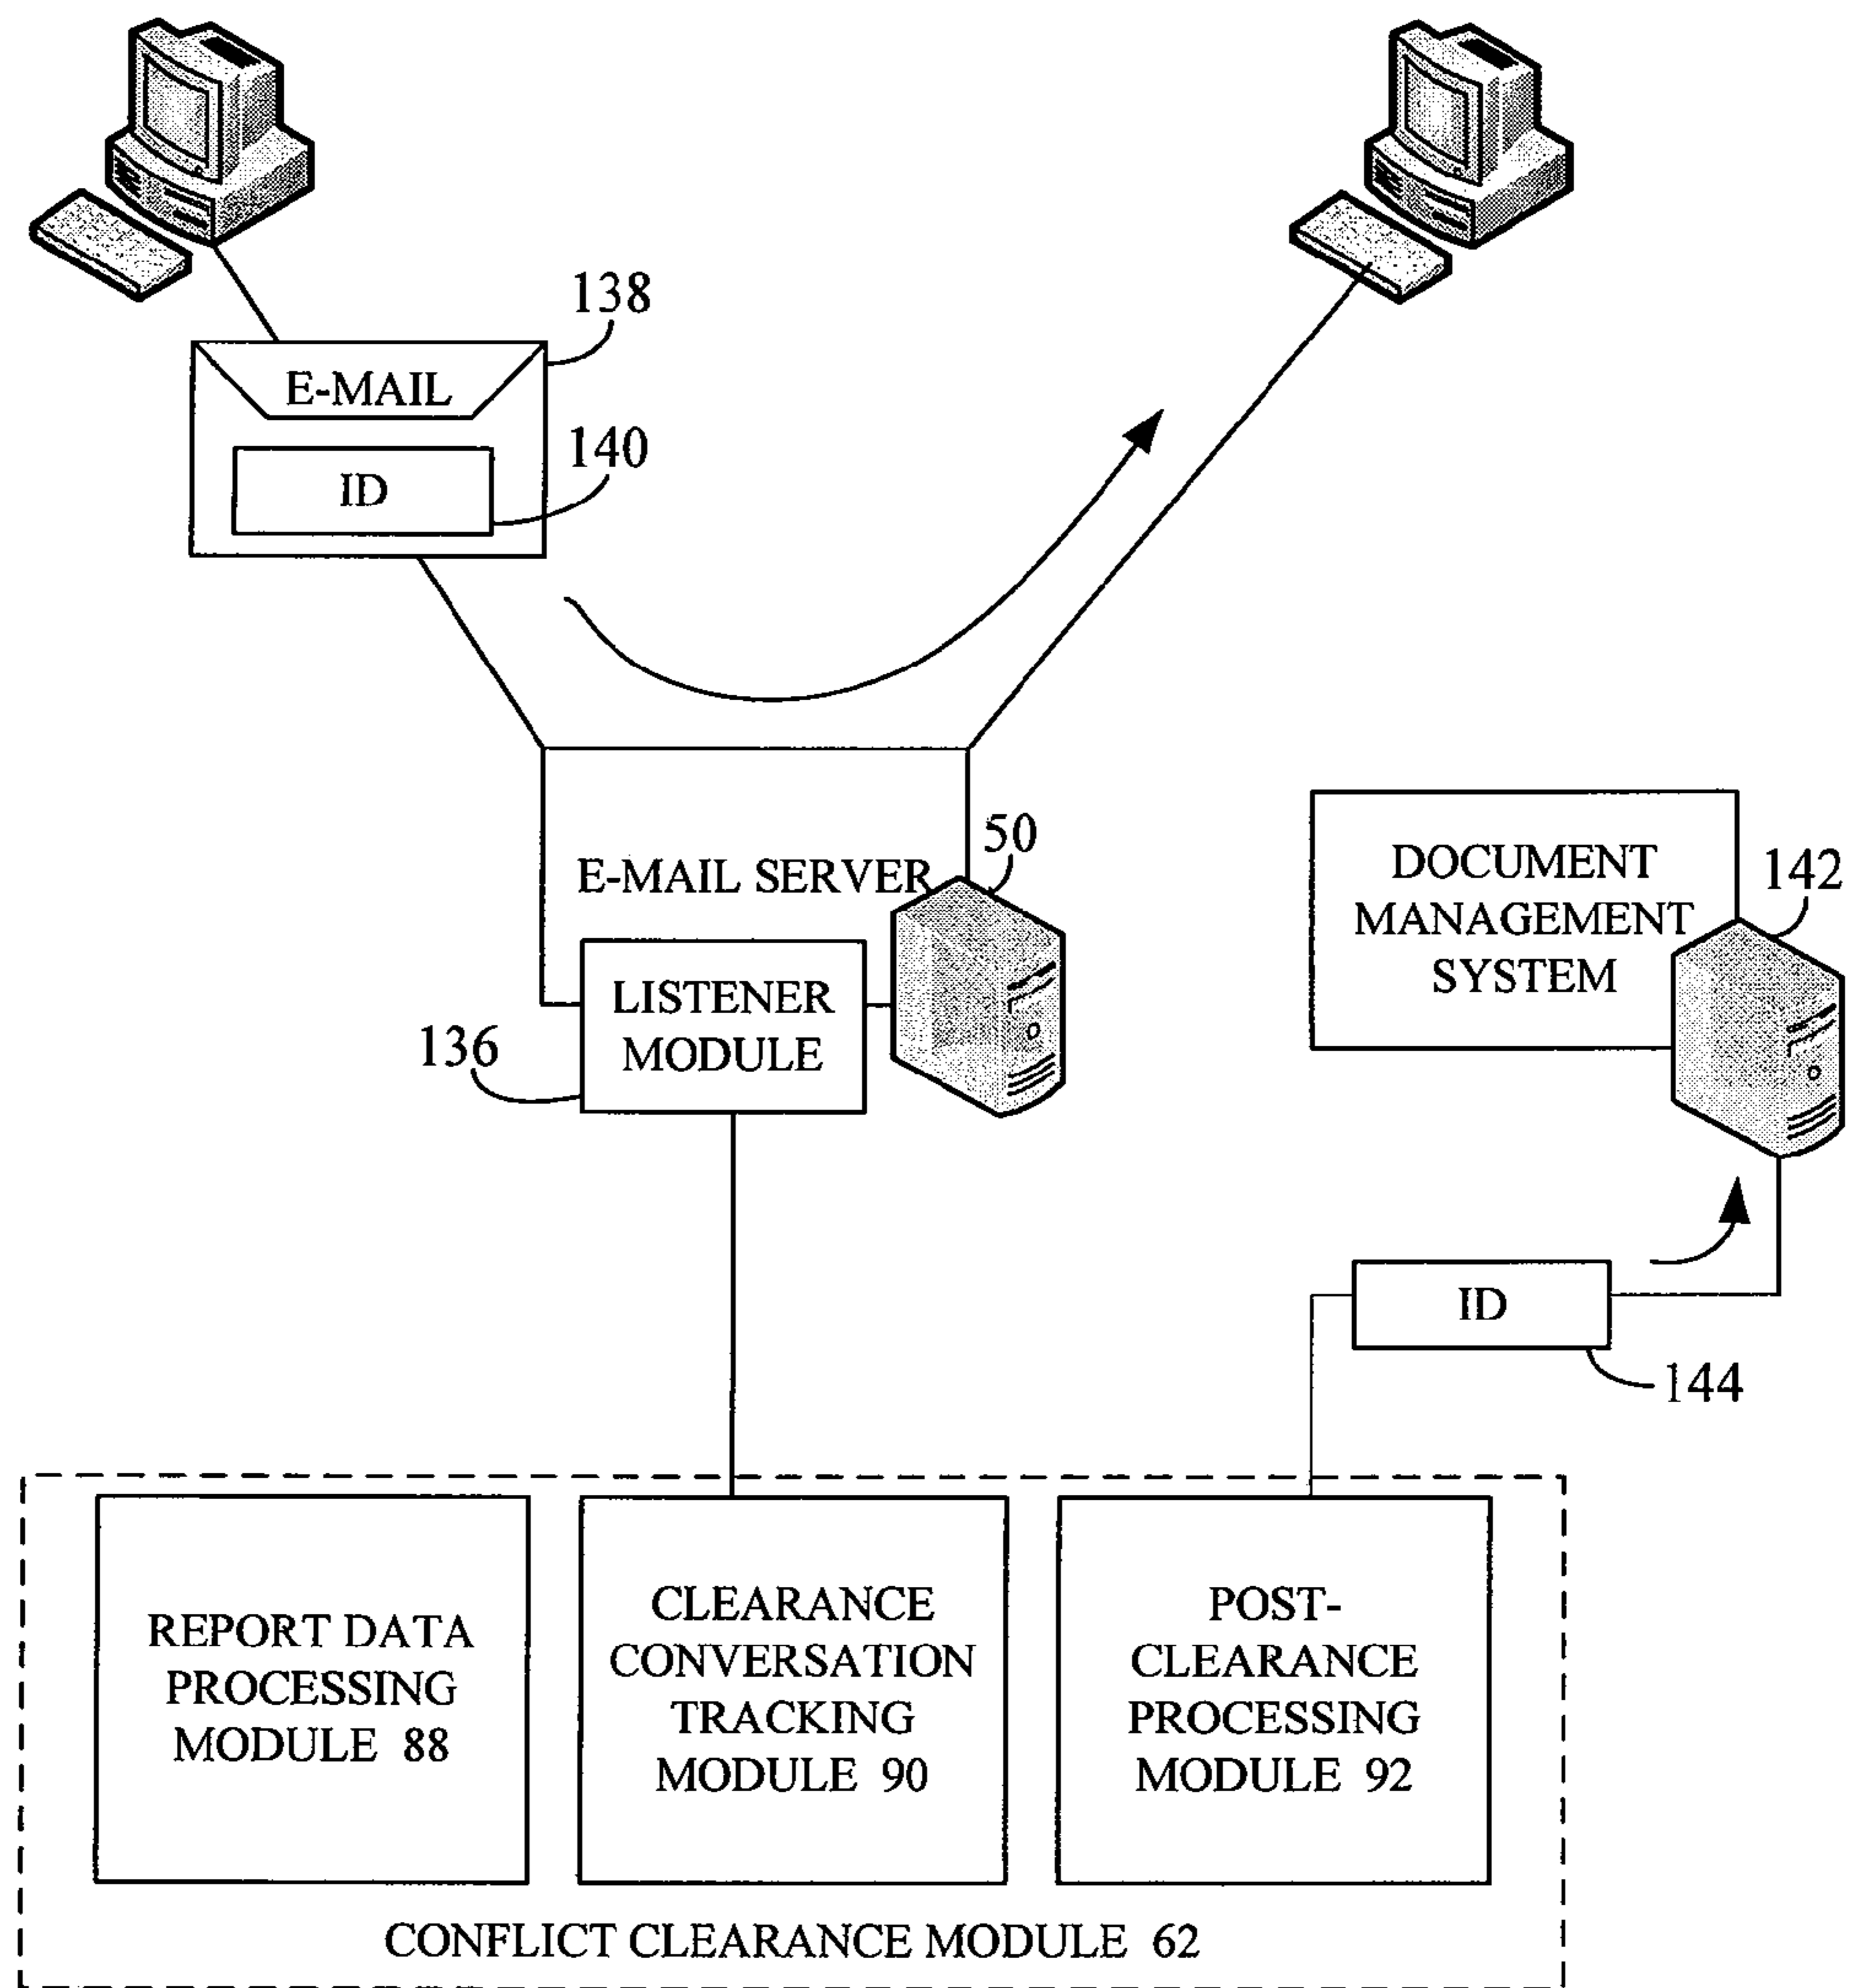 138
E-MAIL
140
ID
50
E-MAIL SERVER
DOCUMENT
MANAGEMENT
SYSTEM
142
LISTENER
MODULE
136
ID
144
REPORT DATA
PROCESSING
MODULE 88
CLEARANCE
CONVERSATION
TRACKING
MODULE 90
POST-
CLEARANCE
PROCESSING
MODULE 92
CONFLICT CLEARANCE MODULE 62